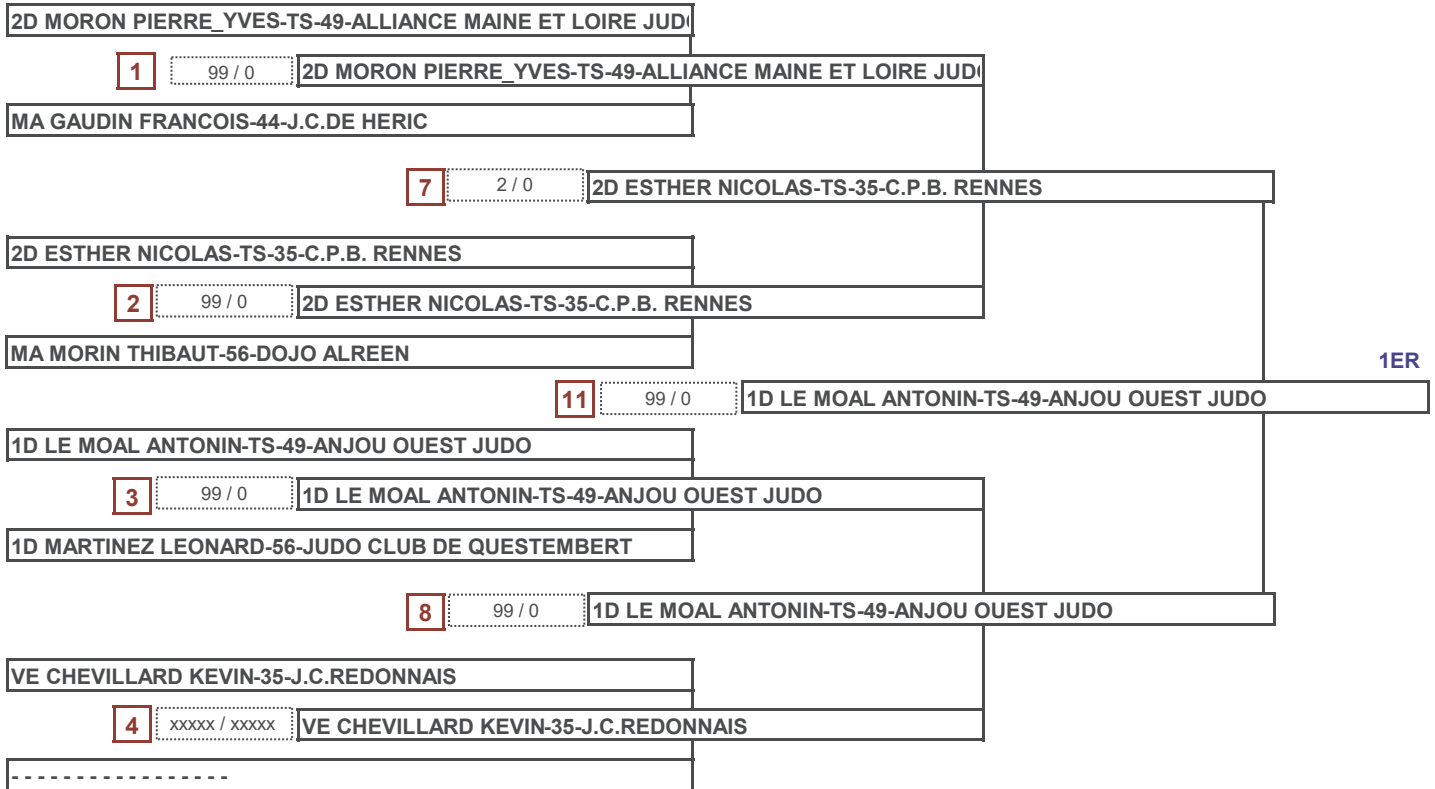 2D MORON PIERRE_YVES-TS-49-ALLIANCE MAINE ET LOIRE JUD
1 99 / 0 2D MORON PIERRE_YVES-TS-49-ALLIANCE MAINE ET LOIRE JUD
MA GAUDIN FRANCOIS-44-J.C.DE HERIC
7 2 / 0 2D ESTHER NICOLAS-TS-35-C.P.B. RENNES
2D ESTHER NICOLAS-TS-35-C.P.B. RENNES
2 99 / 0 2D ESTHER NICOLAS-TS-35-C.P.B. RENNES
MA MORIN THIBAUT-56-DOJO ALREEN
1ER
11 99 / 0 1D LE MOAL ANTONIN-TS-49-ANJOU OUEST JUDO
1D LE MOAL ANTONIN-TS-49-ANJOU OUEST JUDO
3 99 / 0 1D LE MOAL ANTONIN-TS-49-ANJOU OUEST JUDO
1D MARTINEZ LEONARD-56-JUDO CLUB DE QUESTEMBERT
8 99 / 0 1D LE MOAL ANTONIN-TS-49-ANJOU OUEST JUDO
VE CHEVILLARD KEVIN-35-J.C.REDONNAIS
4 xxxxx / xxxxx VE CHEVILLARD KEVIN-35-J.C.REDONNAIS
- - - - - - - - - - - - - - - - -